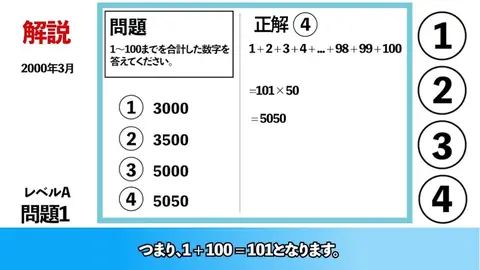 解説
2000年3月
レベルA
問題1
問題
1～100までを合計した数字を
答えてください。
① 3000
② 3500
③ 5000
④ 5050
正解④
1+2+3+4+...+98+99+100
=101×50
=5050
①
②
③
④
つまり、1+100=101となります。